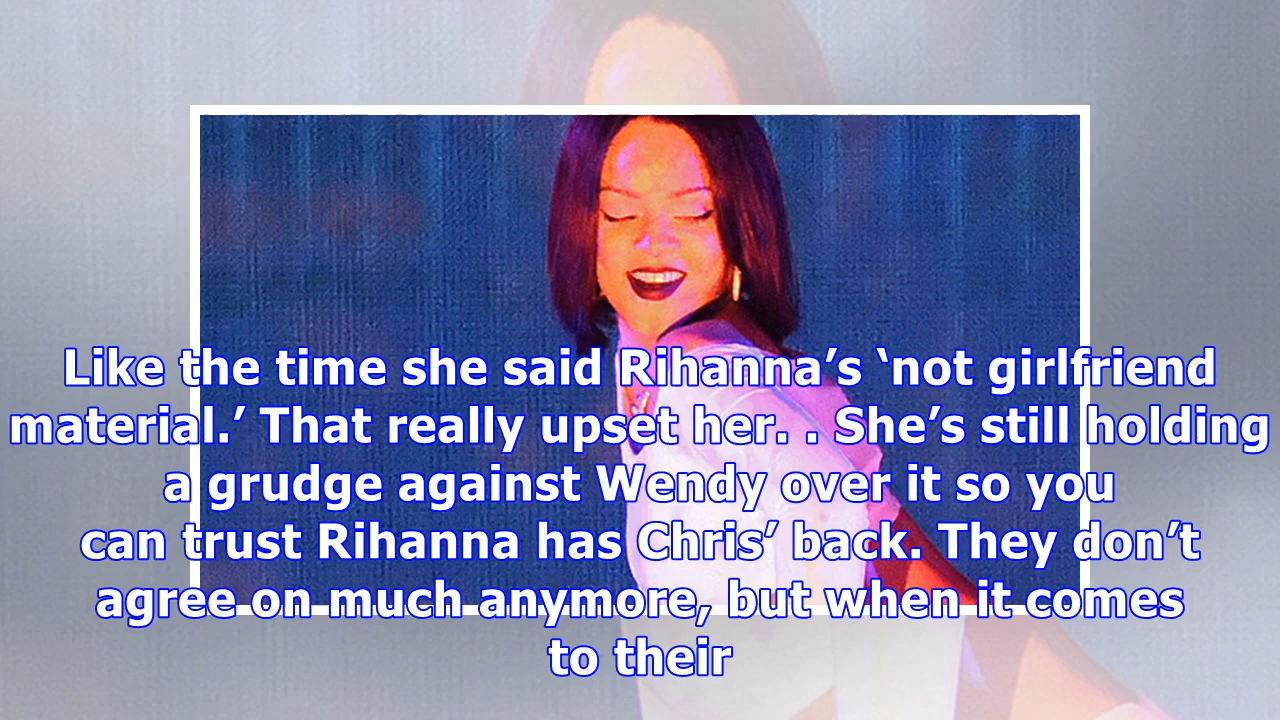 Like the time she said Rihanna’s ‘not girlfriend
material.’ That really upset her. . She’s still holding
a grudge against Wendy over it so you
can trust Rihanna has Chris’ back. They don’t
agree on much anymore, but when it comes
to their